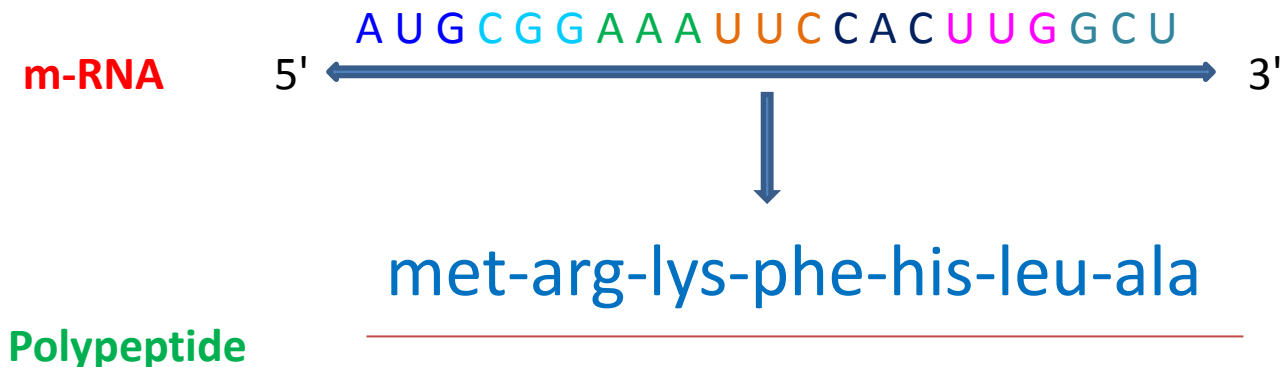 A U G C G G A A A U U C C A C U U G G C U
m-RNA 5' 3'
met-arg-lys-phe-his-leu-ala
Polypeptide